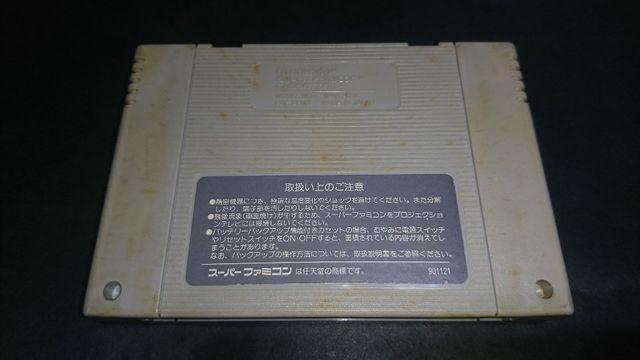 取扱い上のご注意
●精密機器につき、極端な温度変化やショックを避けてください。また分解
したり、端子部を汚したりしないでください。
●残像現象(画面焼け)が生ずるため、スーパーファミコンをプロジェクショ
ンテレビには接続しないでください。
●バッテリーバックアップ機能付きカセットの場合、むやみに電源スイッチ
やリセットスイッチをON・OFFすると、蓄積されている内容が消えてし
まうことがあります。
なお、バックアップの操作方法については、取扱説明書をご参照ください。
スーパーファミコン は任天堂の商標です。 901121